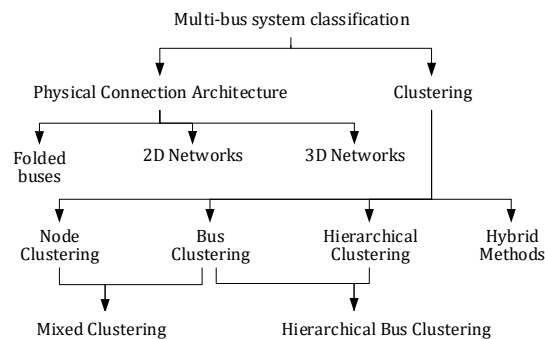 Multi-bus system classification
Physical Connection Architecture
Clustering
Folded
buses
2D Networks
3D Networks
Node
Clustering
Bus
Clustering
Hierarchical
Clustering
Hybrid
Methods
Mixed Clustering
Hierarchical Bus Clustering